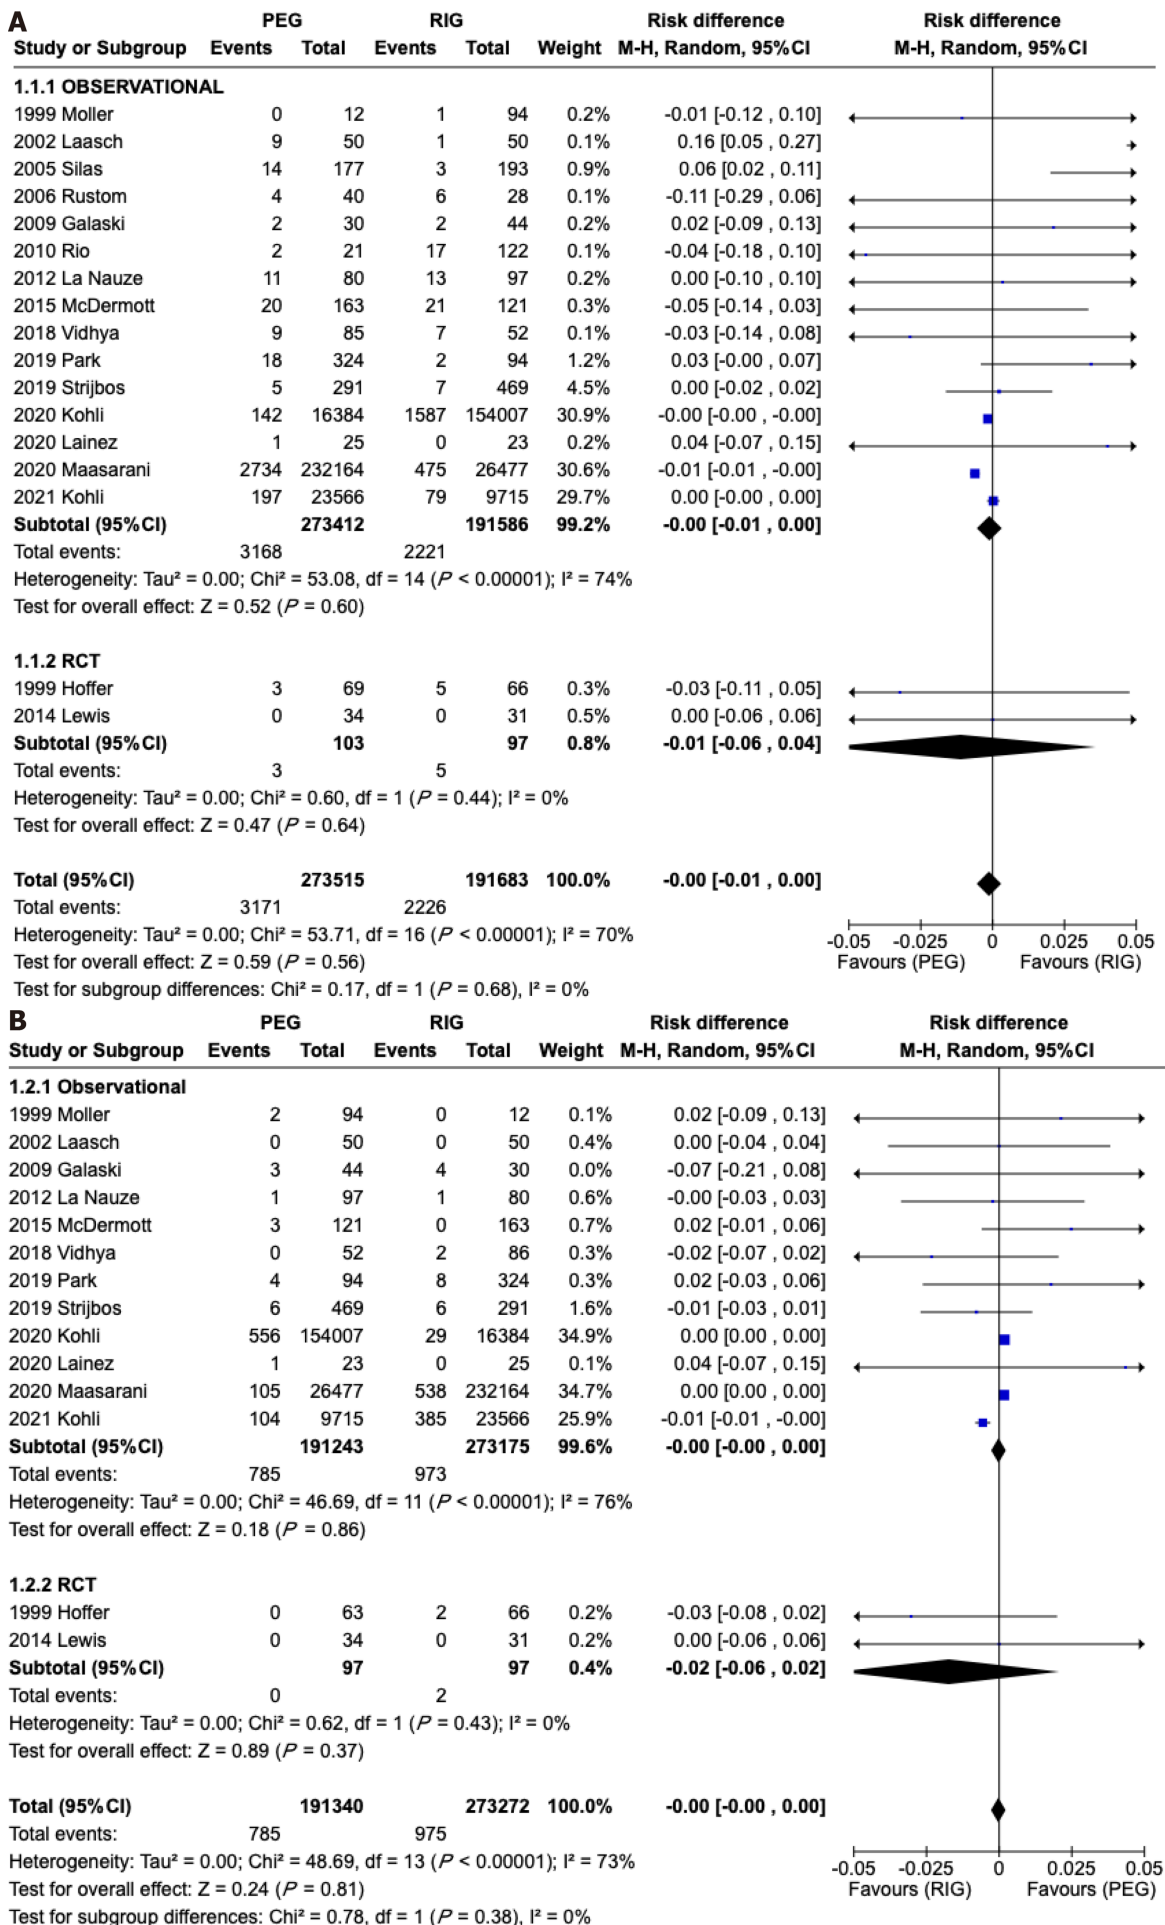 A
PEG RIG Risk difference Risk difference
Study or Subgroup Events Total Events Total Weight M-H, Random, 95%CI M-H, Random, 95%CI
1.1.1 OBSERVATIONAL
1999 Moller 0 12 1 94 0.2% -0.01 [-0.12 , 0.10]
2002 Laasch 9 50 1 50 0.1% 0.16 [0.05 , 0.27]
2005 Silas 14 177 3 193 0.9% 0.06 [0.02 , 0.11]
2006 Rustom 4 40 6 28 0.1% -0.11 [-0.29 , 0.06]
2009 Galaski 2 30 2 44 0.2% 0.02 [-0.09 , 0.13]
2010 Rio 2 21 17 122 0.1% -0.04 [-0.18 , 0.10]
2012 La Nauze 11 80 13 97 0.2% 0.00 [-0.10 , 0.10]
2015 McDermott 20 163 21 121 0.3% -0.05 [-0.14 , 0.03]
2018 Vidhya 9 85 7 52 0.1% -0.03 [-0.14 , 0.08]
2019 Park 18 324 2 94 1.2% 0.03 [-0.00 , 0.07]
2019 Strijbos 5 291 7 469 4.5% 0.00 [-0.02 , 0.02]
2020 Kohli 142 16384 1587 154007 30.9% -0.00 [-0.00 , -0.00]
2020 Lainez 1 25 0 23 0.2% 0.04 [-0.07 , 0.15]
2020 Maasarani 2734 232164 475 26477 30.6% -0.01 [-0.01 , -0.00]
2021 Kohli 197 23566 79 9715 29.7% 0.00 [-0.00 , 0.00]
Subtotal (95%CI) 273412 191586 99.2% -0.00 [-0.01 , 0.00]
Total events: 3168 2221
Heterogeneity: Tau² = 0.00; Chi² = 53.08, df = 14 (P < 0.00001); I² = 74%
Test for overall effect: Z = 0.52 (P = 0.60)
1.1.2 RCT
1999 Hoffer 3 69 5 66 0.3% -0.03 [-0.11 , 0.05]
2014 Lewis 0 34 0 31 0.5% 0.00 [-0.06 , 0.06]
Subtotal (95%CI) 103 97 0.8% -0.01 [-0.06 , 0.04]
Total events: 3 5
Heterogeneity: Tau² = 0.00; Chi² = 0.60, df = 1 (P = 0.44); I² = 0%
Test for overall effect: Z = 0.47 (P = 0.64)
Total (95%CI) 273515 191683 100.0% -0.00 [-0.01 , 0.00]
Total events: 3171 2226
Heterogeneity: Tau² = 0.00; Chi² = 53.71, df = 16 (P < 0.00001); I² = 70%
Test for overall effect: Z = 0.59 (P = 0.56)
Test for subgroup differences: Chi² = 0.17, df = 1 (P = 0.68), I² = 0%
-0.05 -0.025 0 0.025 0.05
Favours (PEG) Favours (RIG)
B
PEG RIG Risk difference Risk difference
Study or Subgroup Events Total Events Total Weight M-H, Random, 95%CI M-H, Random, 95%CI
1.2.1 Observational
1999 Moller 2 94 0 12 0.1% 0.02 [-0.09 , 0.13]
2002 Laasch 0 50 0 50 0.4% 0.00 [-0.04 , 0.04]
2009 Galaski 3 44 4 30 0.0% -0.07 [-0.21 , 0.08]
2012 La Nauze 1 97 1 80 0.6% -0.00 [-0.03 , 0.03]
2015 McDermott 3 121 0 163 0.7% 0.02 [-0.01 , 0.06]
2018 Vidhya 0 52 2 86 0.3% -0.02 [-0.07 , 0.02]
2019 Park 4 94 8 324 0.3% 0.02 [-0.03 , 0.06]
2019 Strijbos 6 469 6 291 1.6% -0.01 [-0.03 , 0.01]
2020 Kohli 556 154007 29 16384 34.9% 0.00 [0.00 , 0.00]
2020 Lainez 1 23 0 25 0.1% 0.04 [-0.07 , 0.15]
2020 Maasarani 105 26477 538 232164 34.7% 0.00 [0.00 , 0.00]
2021 Kohli 104 9715 385 23566 25.9% -0.01 [-0.01 , -0.00]
Subtotal (95%CI) 191243 273175 99.6% -0.00 [-0.00 , 0.00]
Total events: 785 973
Heterogeneity: Tau² = 0.00; Chi² = 46.69, df = 11 (P < 0.00001); I² = 76%
Test for overall effect: Z = 0.18 (P = 0.86)
1.2.2 RCT
1999 Hoffer 0 63 2 66 0.2% -0.03 [-0.08 , 0.02]
2014 Lewis 0 34 0 31 0.2% 0.00 [-0.06 , 0.06]
Subtotal (95%CI) 97 97 0.4% -0.02 [-0.06 , 0.02]
Total events: 0 2
Heterogeneity: Tau² = 0.00; Chi² = 0.62, df = 1 (P = 0.43); I² = 0%
Test for overall effect: Z = 0.89 (P = 0.37)
Total (95%CI) 191340 273272 100.0% -0.00 [-0.00 , 0.00]
Total events: 785 975
Heterogeneity: Tau² = 0.00; Chi² = 48.69, df = 13 (P < 0.00001); I² = 73%
Test for overall effect: Z = 0.24 (P = 0.81)
Test for subgroup differences: Chi² = 0.78, df = 1 (P = 0.38), I² = 0%
-0.05 -0.025 0 0.025 0.05
Favours (RIG) Favours (PEG)